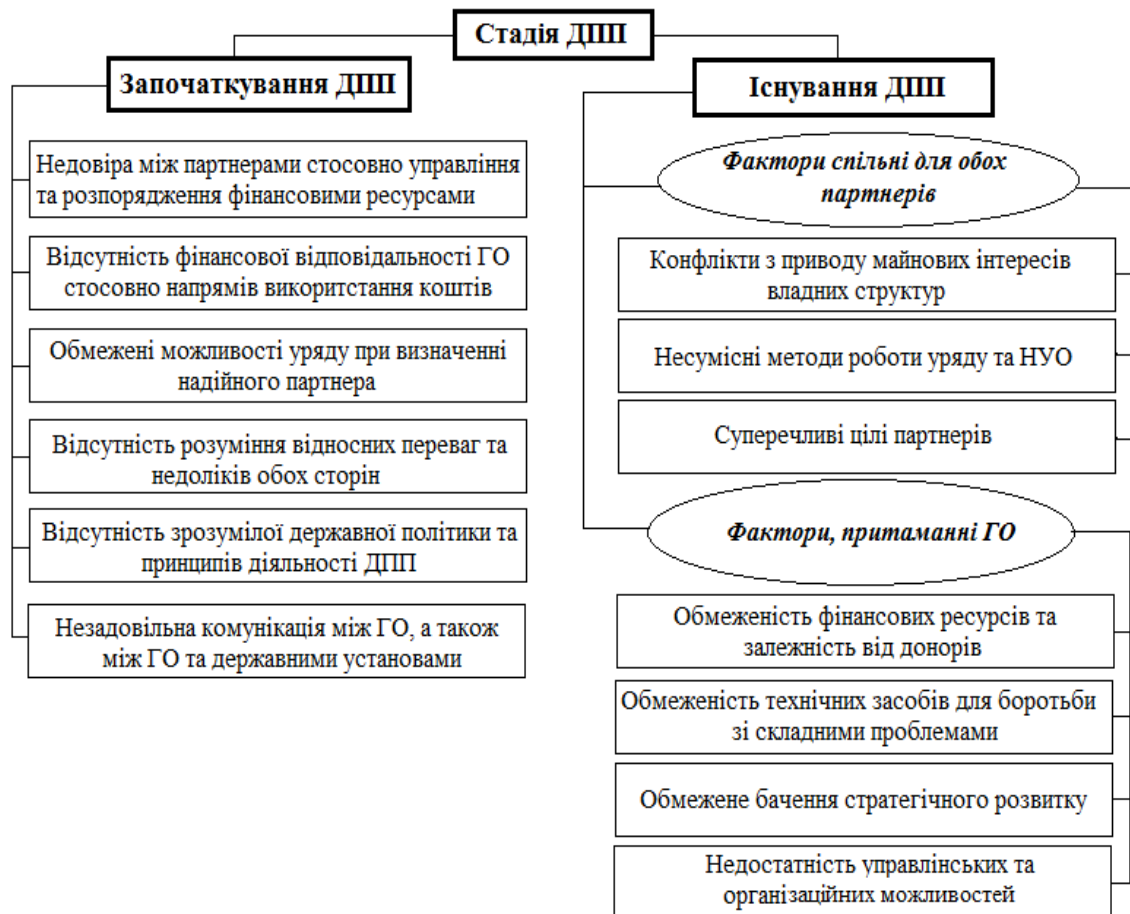 Стадія ДПП
Започаткування ДПП
Недовіра між партнерами стосовно управління
та розпорядження фінансовими ресурсами
Відсутність фінансової відповідальності ГО
стосовно напрямів використстання коштів
Обмежені можливості уряду при визначенні
надійного партнера
Відсутність розуміння відносних переваг та
недоліків обох сторін
Відсутність зрозумілої державної політики та
принципів діяльності ДПП
Незадовільна комунікація між ГО, а також
між ГО та державними установами
Існування ДПП
Фактори спільні для обох
партнерів
Конфлікти з приводу майнових інтересів
владних структур
Несумісні методи роботи уряду та НУО
Суперечливі цілі партнерів
Фактори, притаманні ГО
Обмеженість фінансових ресурсів та
залежність від донорів
Обмеженість технічних засобів для боротьби
зі складними проблемами
Обмежене бачення стратегічного розвитку
Недостатність управлінських та
організаційних можливостей